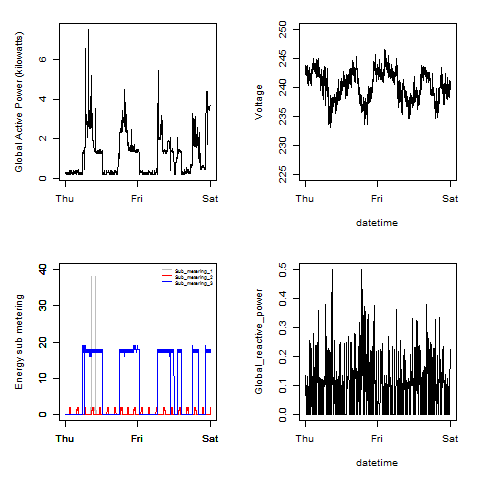 Global Active Power (kilowatts)
0 2 4 6
Thu Fri Sat
Voltage
225 230 235 240 245 250
Thu Fri Sat
datetime
Energy sub metering
0 10 20 30 40
Thu Fri Sat
Sub_metering_1
Sub_metering_2
Sub_metering_3
Global_reactive_power
0.0 0.1 0.2 0.3 0.4 0.5
Thu Fri Sat
datetime